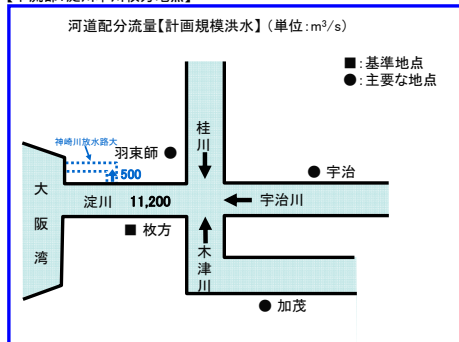 河道配分流量【計画規模洪水】（単位:m³/s）
■：基準地点
●：主要な地点
桂川
神崎川放水路大
羽束師 ●
500
● 宇治
大阪湾
淀川 11,200
宇治川
■ 枚方
木津川
● 加茂